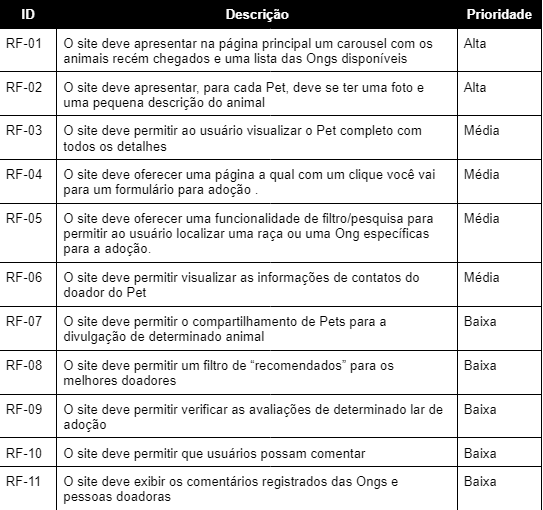 ID Descrição Prioridade
RF-01 O site deve apresentar na página principal um carousel com os Alta
animais recém chegados e uma lista das Ongs disponíveis
RF-02 O site deve apresentar, para cada Pet, deve se ter uma foto e Alta
uma pequena descrição do animal
RF-03 O site deve permitir ao usuário visualizar o Pet completo com Média
todos os detalhes
RF-04 O site deve oferecer uma página a qual com um clique você vai Média
para um formulário para adoção .
RF-05 O site deve oferecer uma funcionalidade de filtro/pesquisa para Média
permitir ao usuário localizar uma raça ou uma Ong específicas
para a adoção.
RF-06 O site deve permitir visualizar as informações de contatos do Média
doador do Pet
RF-07 O site deve permitir o compartilhamento de Pets para a Baixa
divulgação de determinado animal
RF-08 O site deve permitir um filtro de “recomendados” para os Baixa
melhores doadores
RF-09 O site deve permitir verificar as avaliações de determinado lar de Baixa
adoção
RF-10 O site deve permitir que usuários possam comentar Baixa
RF-11 O site deve exibir os comentários registrados das Ongs e Baixa
pessoas doadoras